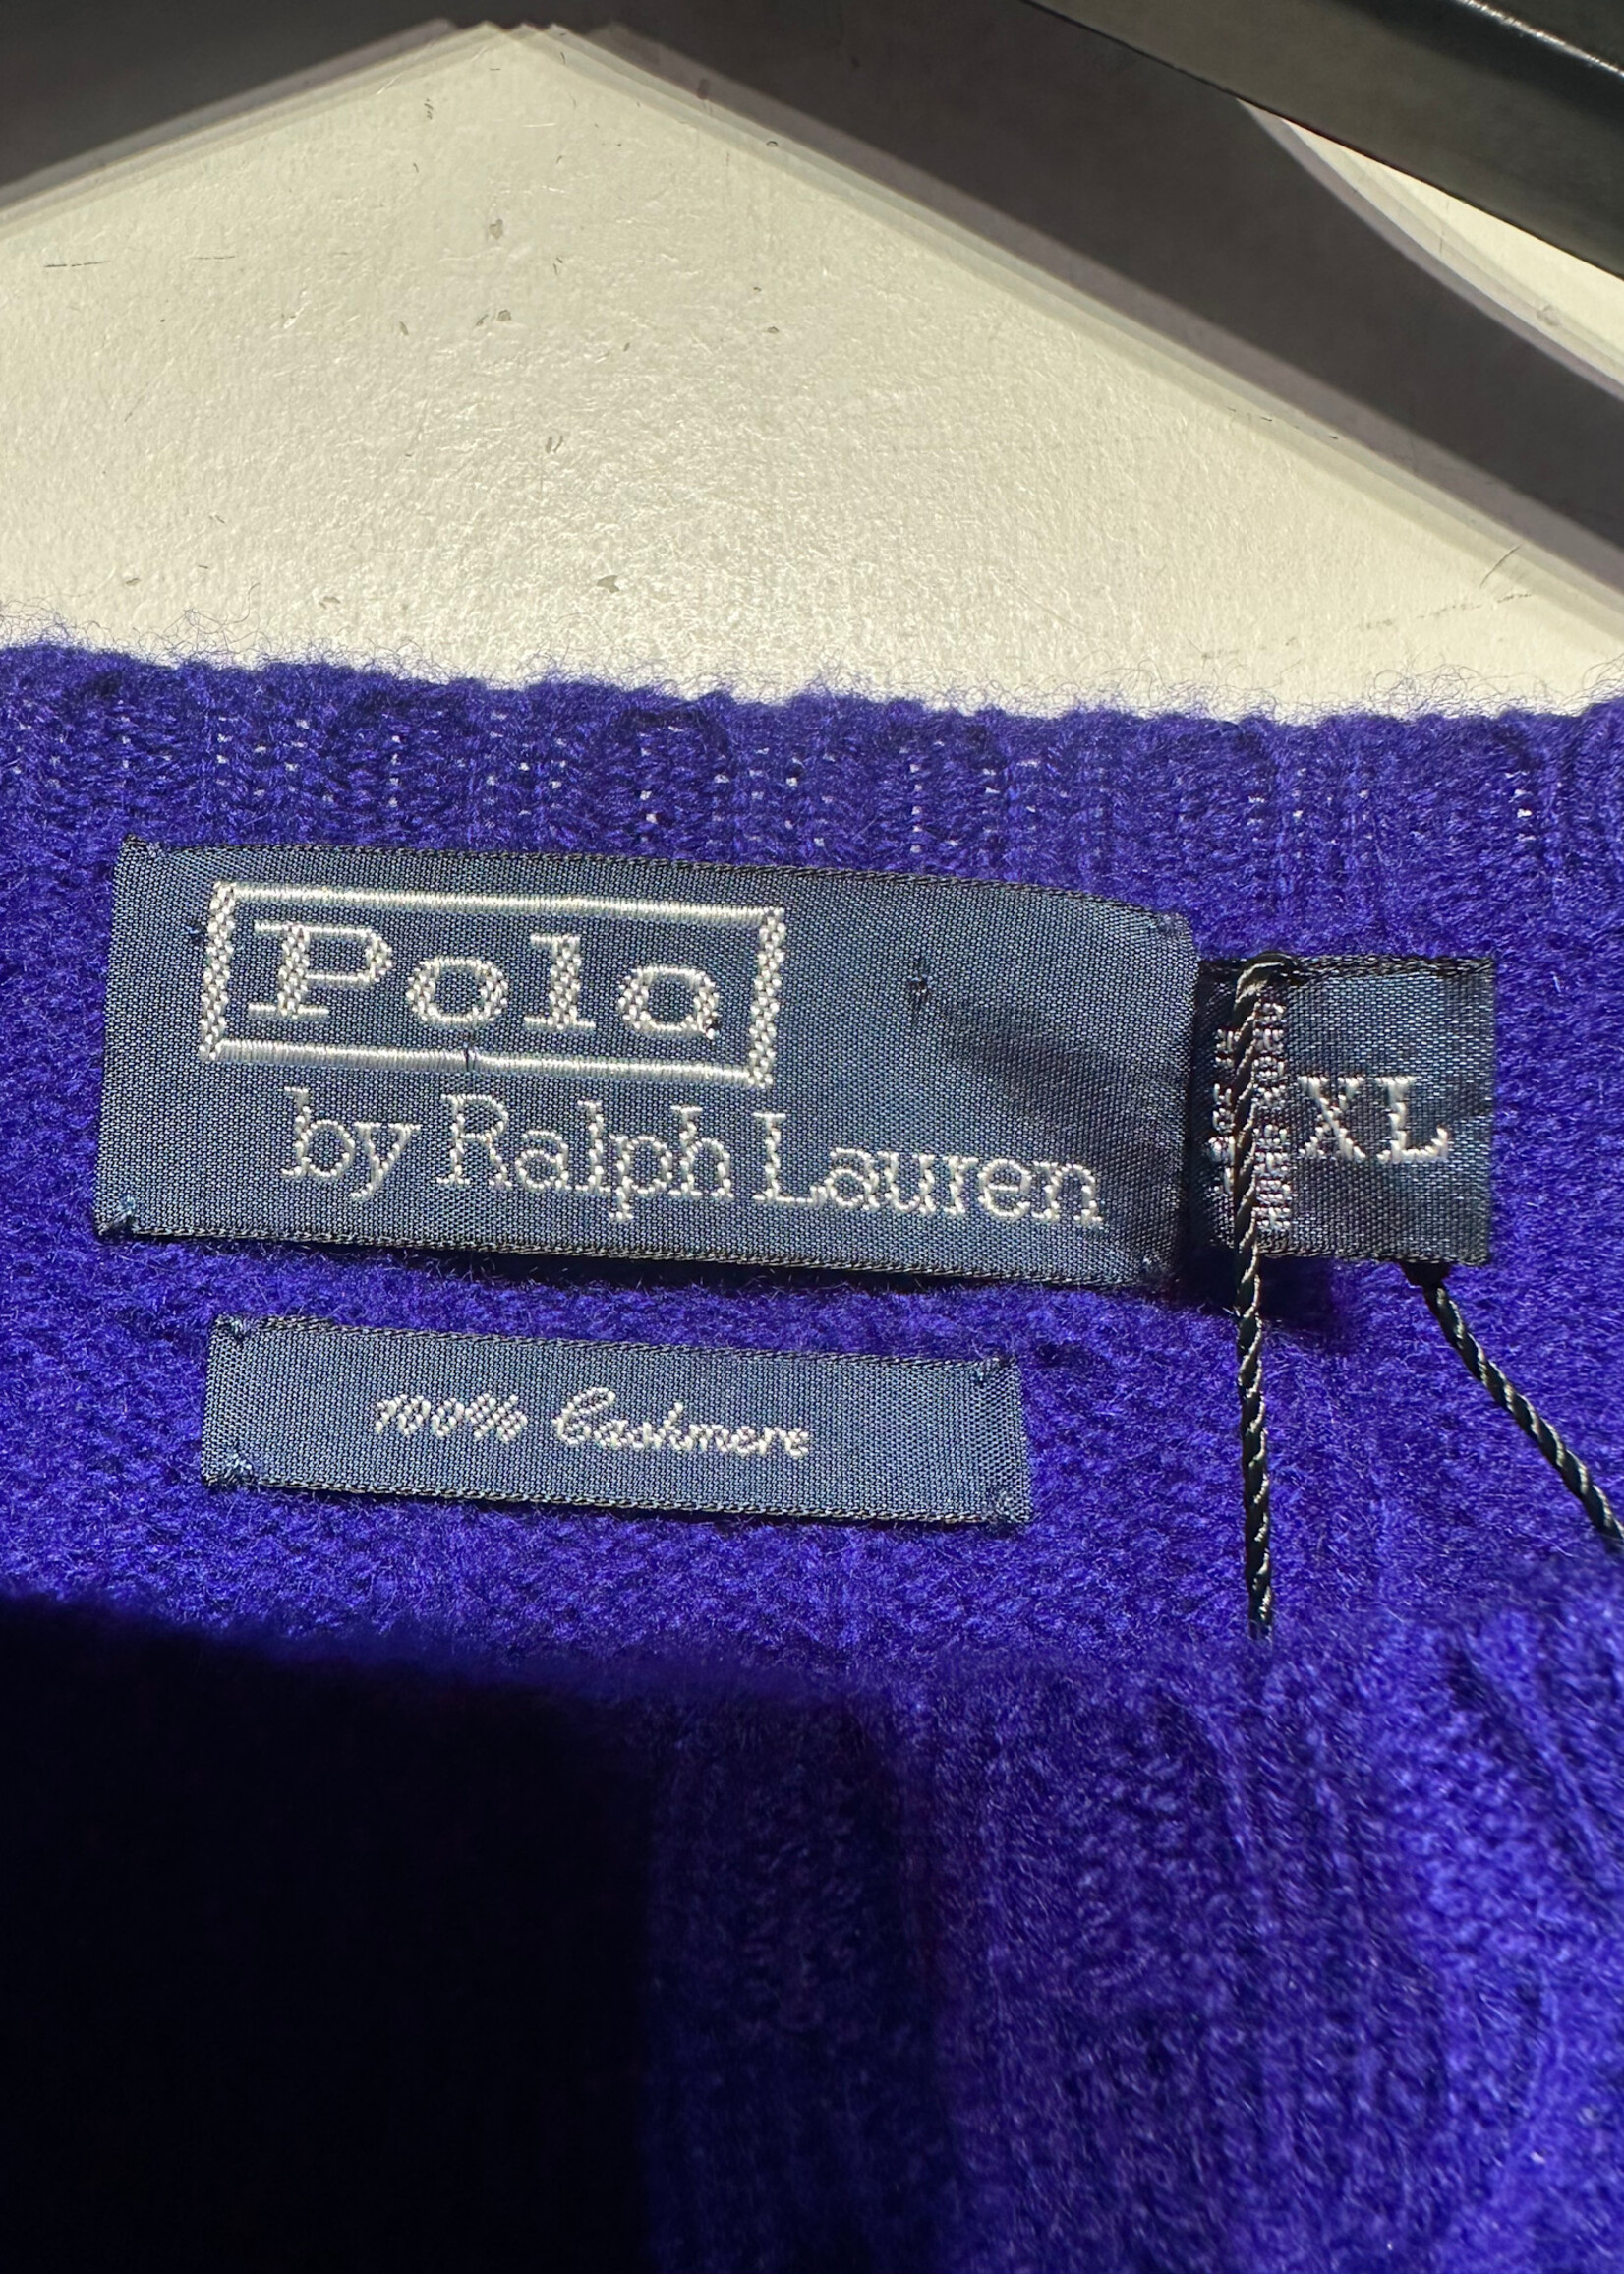 Polo
by Ralph Lauren
XL
100% Cashmere